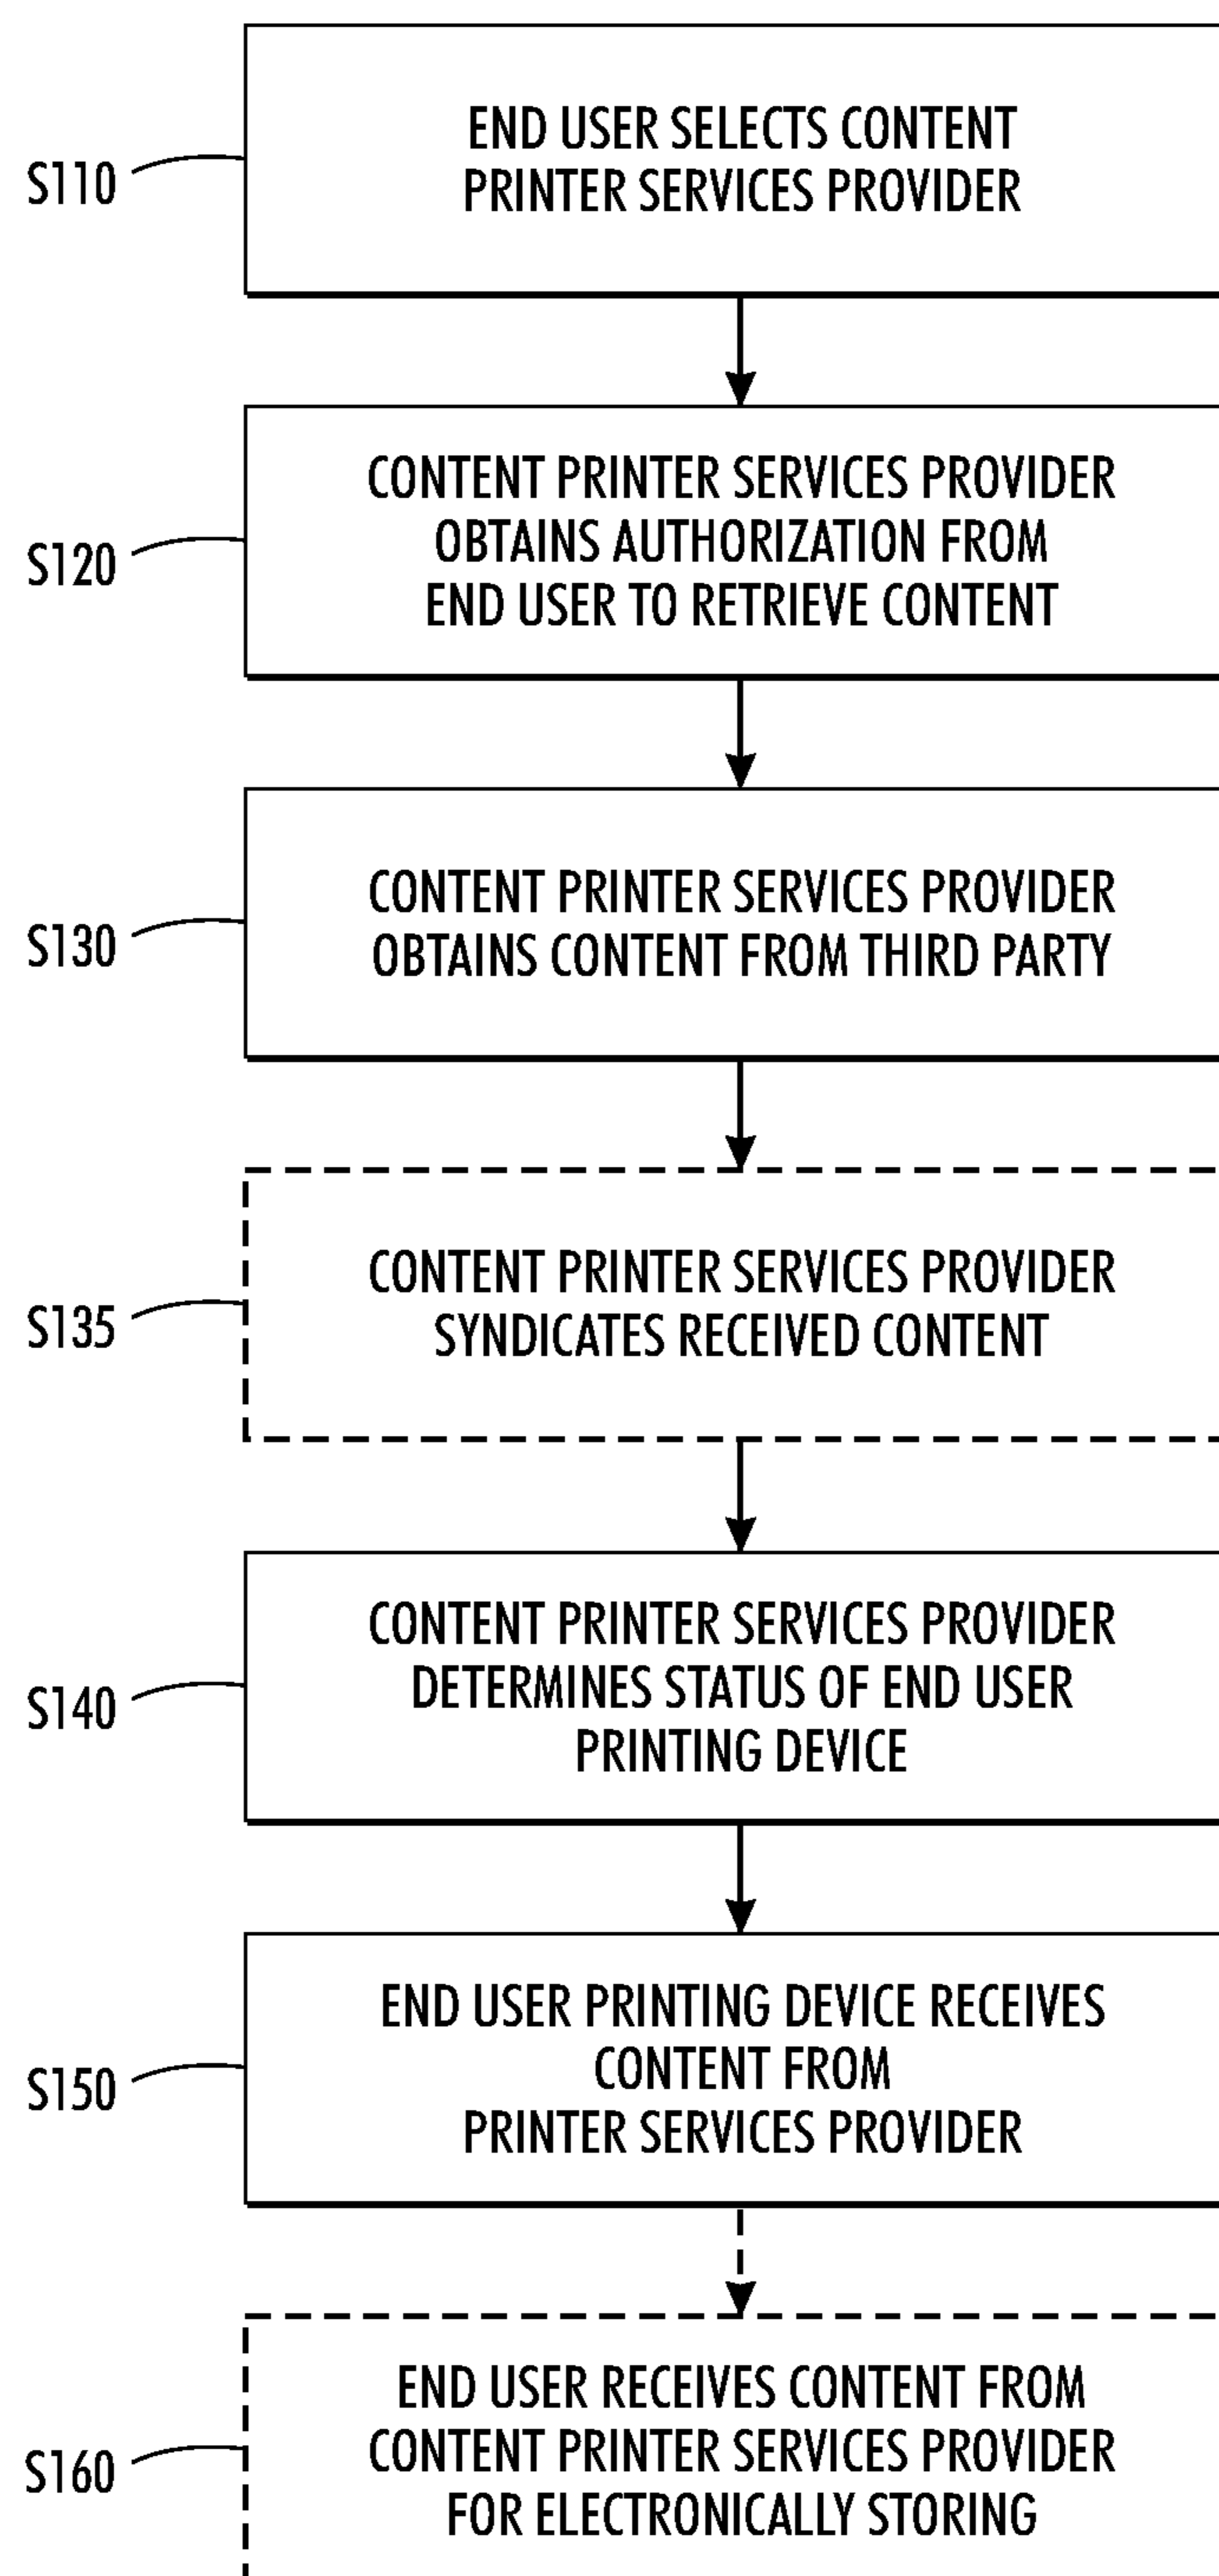 S110
END USER SELECTS CONTENT
PRINTER SERVICES PROVIDER
S120
CONTENT PRINTER SERVICES PROVIDER
OBTAINS AUTHORIZATION FROM
END USER TO RETRIEVE CONTENT
S130
CONTENT PRINTER SERVICES PROVIDER
OBTAINS CONTENT FROM THIRD PARTY
S135
CONTENT PRINTER SERVICES PROVIDER
SYNDICATES RECEIVED CONTENT
S140
CONTENT PRINTER SERVICES PROVIDER
DETERMINES STATUS OF END USER
PRINTING DEVICE
S150
END USER PRINTING DEVICE RECEIVES
CONTENT FROM
PRINTER SERVICES PROVIDER
S160
END USER RECEIVES CONTENT FROM
CONTENT PRINTER SERVICES PROVIDER
FOR ELECTRONICALLY STORING